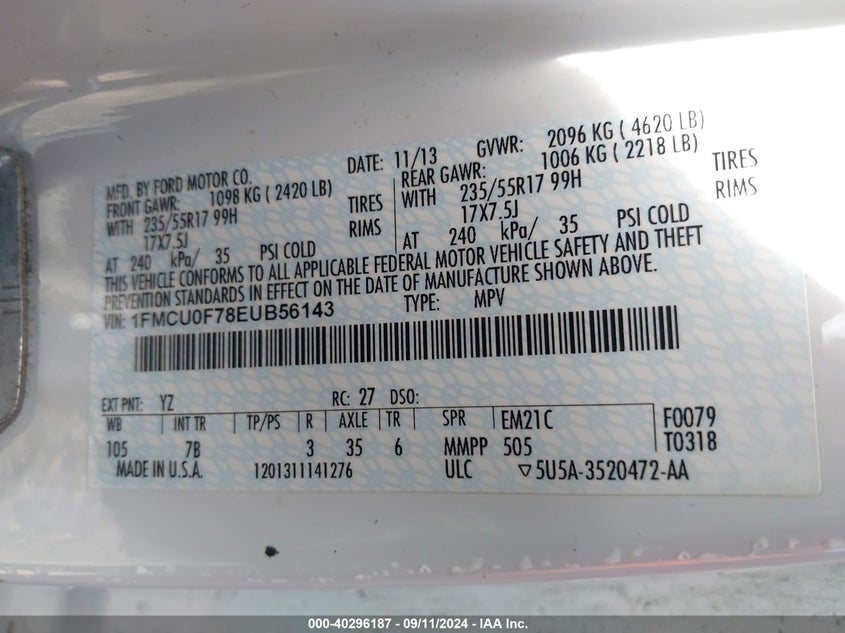 MFD. BY FORD MOTOR CO. DATE: 11/13 GVWR: 2096 KG ( 4620 LB)
FRONT GAWR: 1098 KG ( 2420 LB) REAR GAWR: 1006 KG ( 2218 LB)
WITH 235/55R17 99H TIRES WITH 235/55R17 99H TIRES
17X7.5J RIMS 17X7.5J RIMS
AT 240 kPa/ 35 PSI COLD AT 240 kPa/ 35 PSI COLD
THIS VEHICLE CONFORMS TO ALL APPLICABLE FEDERAL MOTOR VEHICLE SAFETY AND THEFT
PREVENTION STANDARDS IN EFFECT ON THE DATE OF MANUFACTURE SHOWN ABOVE.
VIN: 1FMCU0F78EUB56143 TYPE: MPV
EXT PNT: YZ RC: 27 DSO:
WB INT TR TP/PS R AXLE TR SPR EM21C F0079
105 7B 3 35 6 MMPP 505 T0318
MADE IN U.S.A. 1201311141276 ULC ▽5U5A-3520472-AA
000-40296187 - 09/11/2024 - IAA Inc.